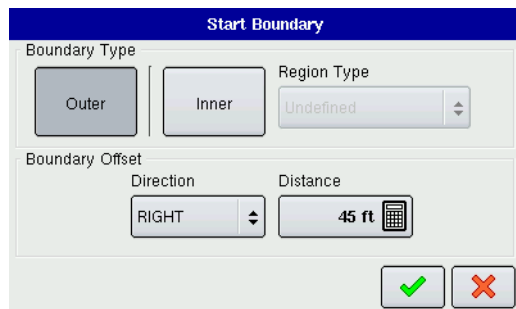 Start Boundary
Boundary Type
Region Type
Outer
Inner
Undefined
Boundary Offset
Direction
Distance
RIGHT
45 ft